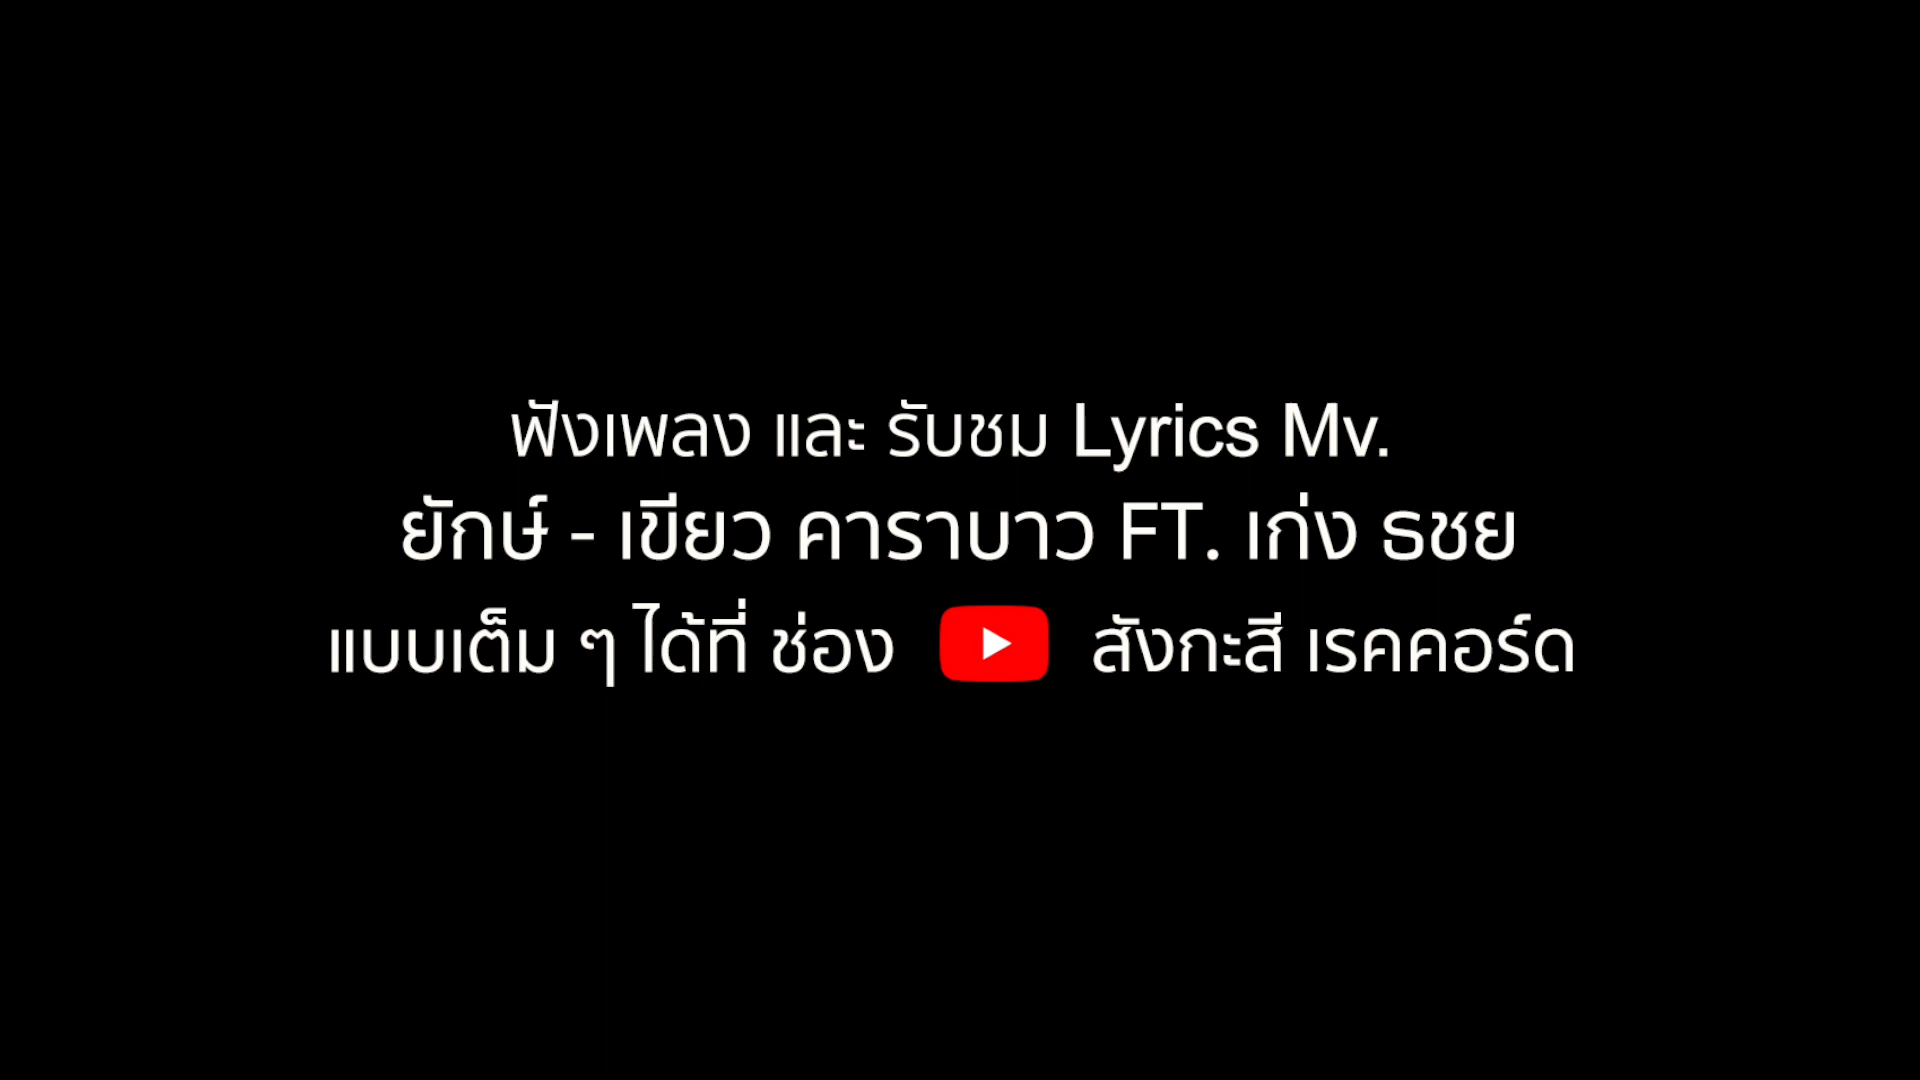 ฟังเพลง และ รับชม Lyrics Mv.
ยักษ์ - เขียว คาราบาว FT. เก่ง ธชย
แบบเต็ม ๆ ได้ที่ ช่อง สังกะสี เรคคอร์ด